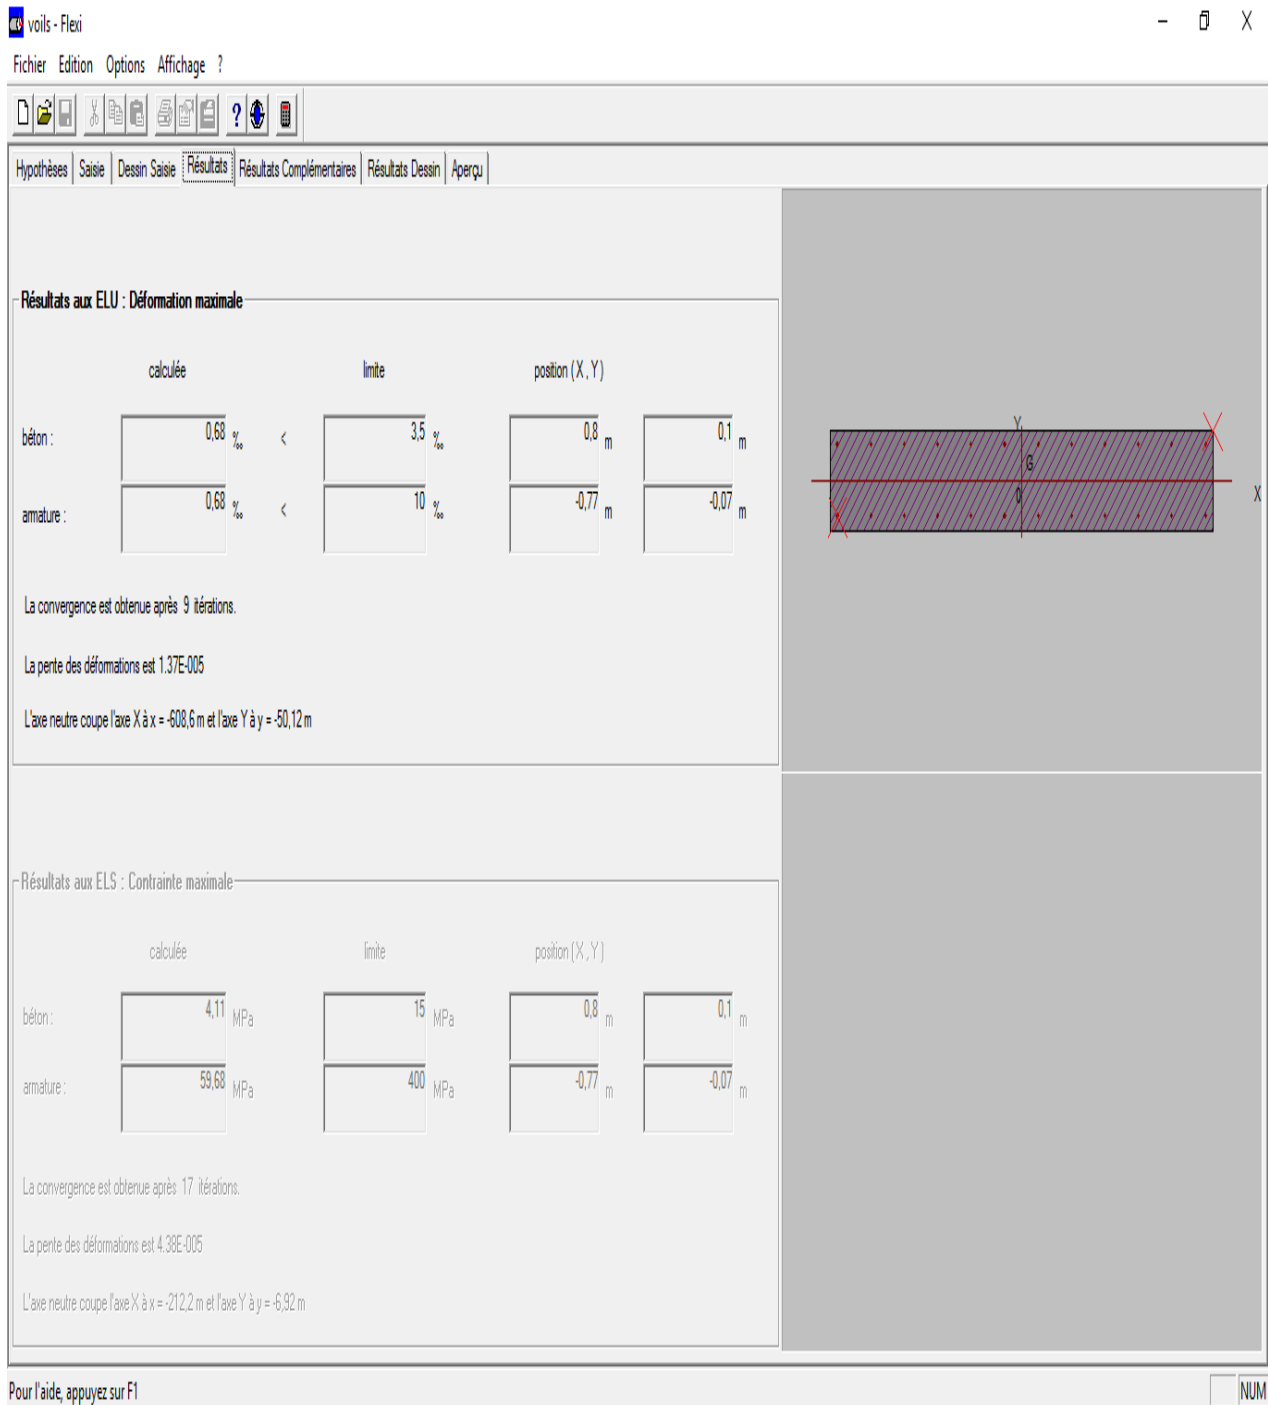 voils - Flexi
Fichier Edition Options Affichage ?
Hypothèses Saisie Dessin Saisie Résultats Résultats Complémentaires Résultats Dessin Aperçu
Résultats aux ELU : Déformation maximale
calculée limite position ( X , Y )
béton : 0,68 ‰ < 3,5 ‰ 0,8 m 0,1 m
armature : 0,68 ‰ < 10 ‰ -0,77 m -0,07 m
La convergence est obtenue après 9 itérations.
La pente des déformations est 1.37E-005
L'axe neutre coupe l'axe X à x = -608,6 m et l'axe Y à y = -50,12 m
Y
G
0
X
Résultats aux ELS : Contrainte maximale
calculée limite position ( X , Y )
béton : 4,11 MPa 15 MPa 0,8 m 0,1 m
armature : 59,68 MPa 400 MPa -0,77 m -0,07 m
La convergence est obtenue après 17 itérations.
La pente des déformations est 4.38E-005
L'axe neutre coupe l'axe X à x = -212,2 m et l'axe Y à y = -6,92 m
Pour l'aide, appuyez sur F1
NUM